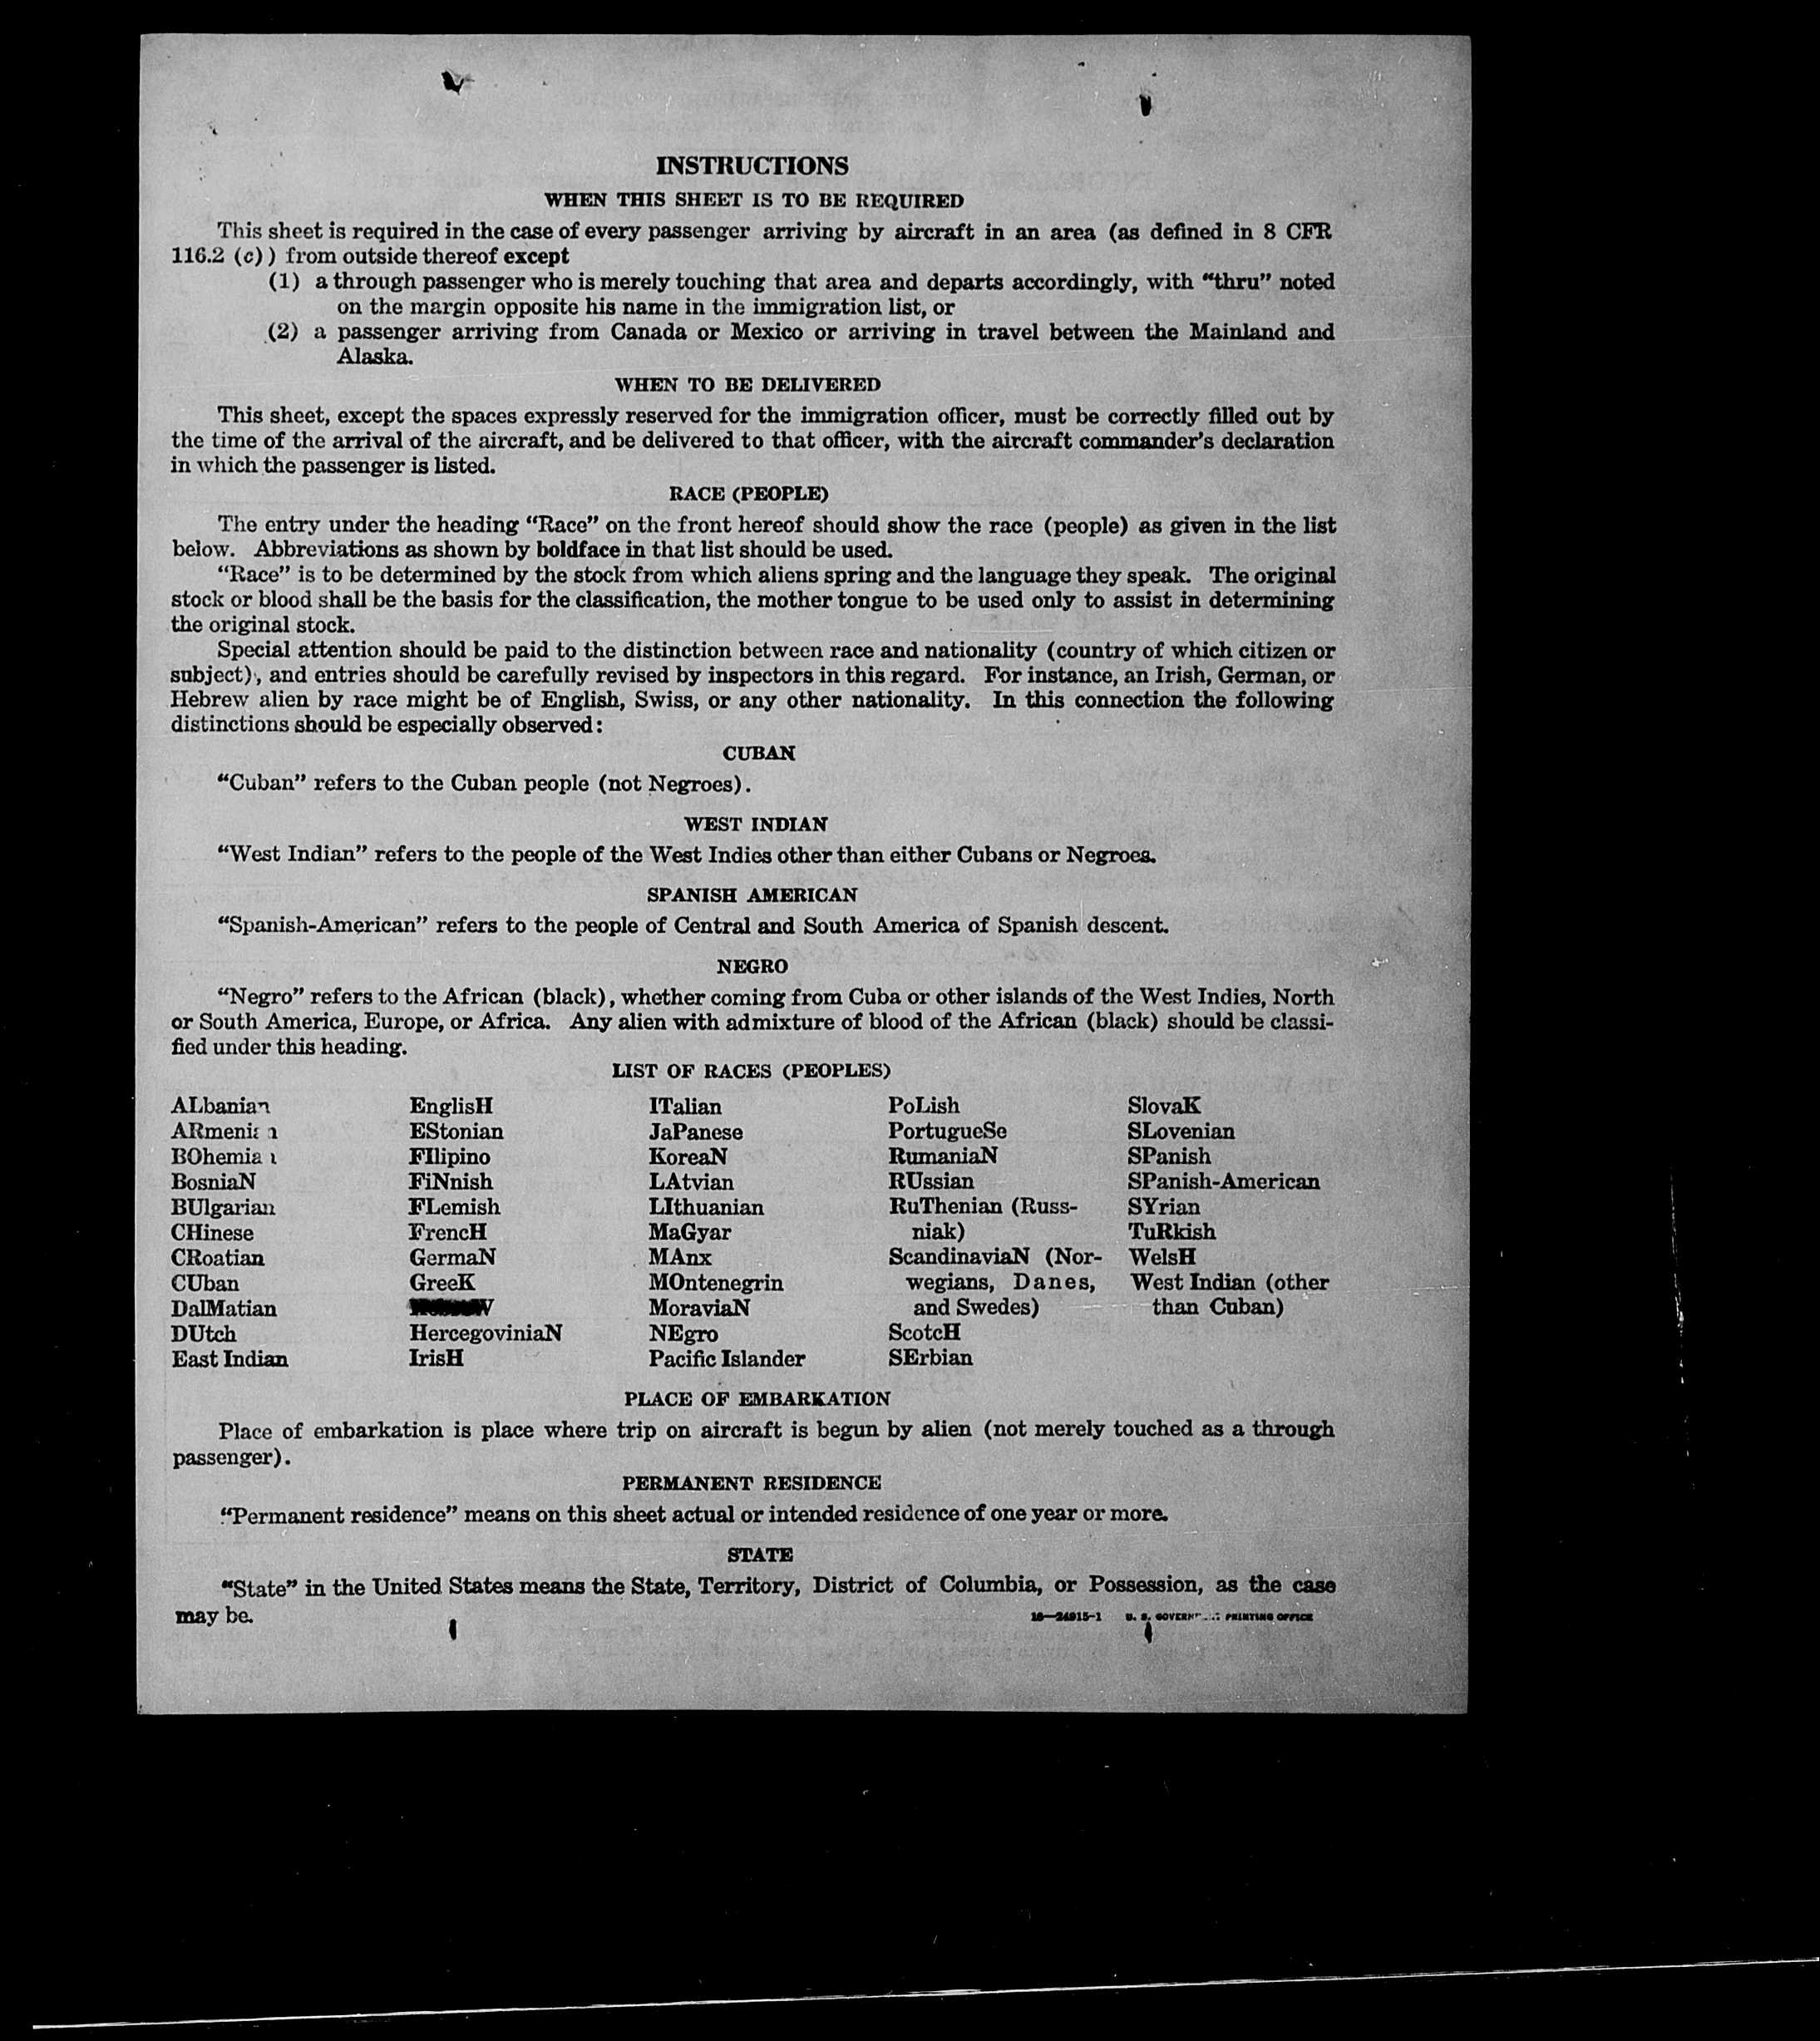 INSTRUCTIONS
WHEN THIS SHEET IS TO BE REQUIRED
This sheet is required in the case of every passenger arriving by aircraft in an area (as defined in 8 CFR
116.2 (c)) from outside thereof except
(1) a through passenger who is merely touching that area and departs accordingly, with “thru” noted
on the margin opposite his name in the immigration list, or
(2) a passenger arriving from Canada or Mexico or arriving in travel between the Mainland and
Alaska.
WHEN TO BE DELIVERED
This sheet, except the spaces expressly reserved for the immigration officer, must be correctly filled out by
the time of the arrival of the aircraft, and be delivered to that officer, with the aircraft commander’s declaration
in which the passenger is listed.
RACE (PEOPLE)
The entry under the heading “Race” on the front hereof should show the race (people) as given in the list
below. Abbreviations as shown by boldface in that list should be used.
“Race” is to be determined by the stock from which aliens spring and the language they speak. The original
stock or blood shall be the basis for the classification, the mother tongue to be used only to assist in determining
the original stock.
Special attention should be paid to the distinction between race and nationality (country of which citizen or
subject), and entries should be carefully revised by inspectors in this regard. For instance, an Irish, German, or
Hebrew alien by race might be of English, Swiss, or any other nationality. In this connection the following
distinctions should be especially observed:
CUBAN
“Cuban” refers to the Cuban people (not Negroes).
WEST INDIAN
“West Indian” refers to the people of the West Indies other than either Cubans or Negroes.
SPANISH AMERICAN
“Spanish-American” refers to the people of Central and South America of Spanish descent.
NEGRO
“Negro” refers to the African (black), whether coming from Cuba or other islands of the West Indies, North
or South America, Europe, or Africa. Any alien with admixture of blood of the African (black) should be classi-
fied under this heading.
LIST OF RACES (PEOPLES)
ALbanian
ARmenian
BOhemian
BosniaN
BUlgarian
CHinese
CRoatian
CUban
DalMatian
DUtch
East Indian
EnglisH
EStonian
FIlipino
FiNnish
FLemish
FrencH
GermaN
GreeK
HercegoviniaN
IrisH
ITalian
JaPanese
KoreaN
LAtvian
LIthuanian
MaGyar
MAnx
MOntenegrin
MoraviaN
NEgro
Pacific Islander
PoLish
PortugueSe
RumaniaN
RUssian
RuThenian (Russ-
niak)
ScandinaviaN (Nor-
wegians, Danes,
and Swedes)
ScotcH
SErbian
SlovaK
SLovenian
SPanish
SPanish-American
SYrian
TuRkish
WelsH
West Indian (other
than Cuban)
PLACE OF EMBARKATION
Place of embarkation is place where trip on aircraft is begun by alien (not merely touched as a through
passenger).
PERMANENT RESIDENCE
“Permanent residence” means on this sheet actual or intended residence of one year or more.
STATE
“State” in the United States means the State, Territory, District of Columbia, or Possession, as the case
may be.
16—24915-1 U. S. GOVERNMENT PRINTING OFFICE